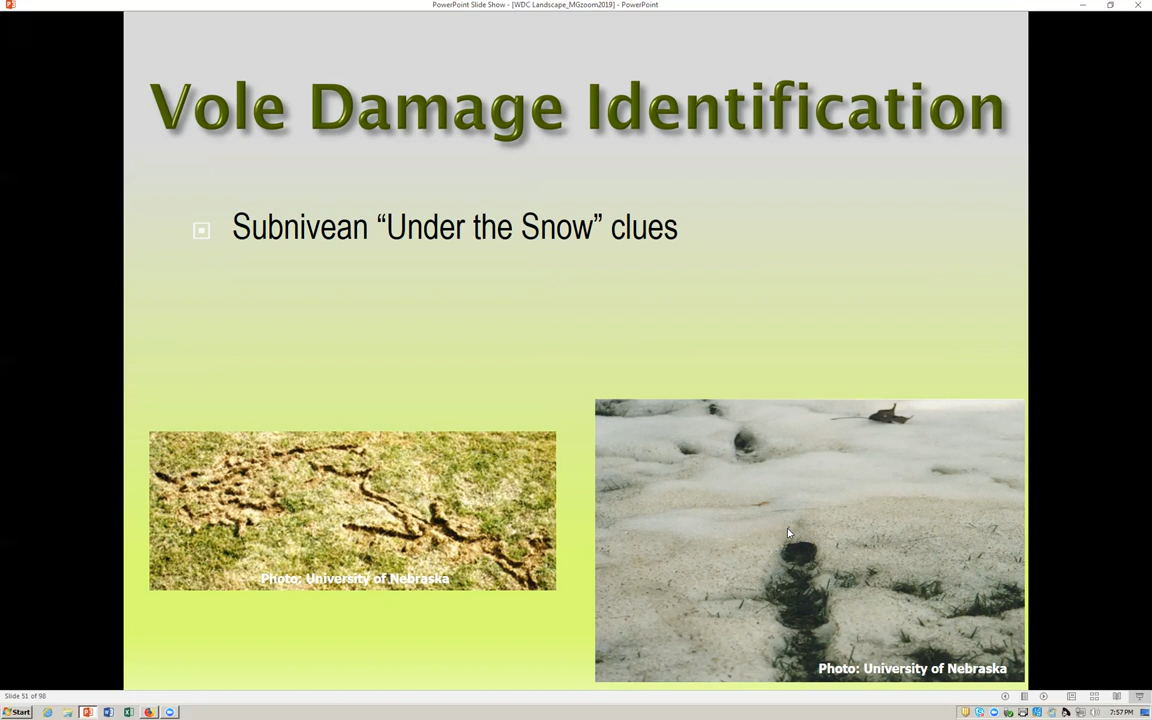 PowerPoint Slide Show - [WDC Landscape_MGzoom2019] - PowerPoint
Vole Damage Identification
Subnivean “Under the Snow” clues
Photo: University of Nebraska
Photo: University of Nebraska
Slide 51 of 98
Start
7:57 PM